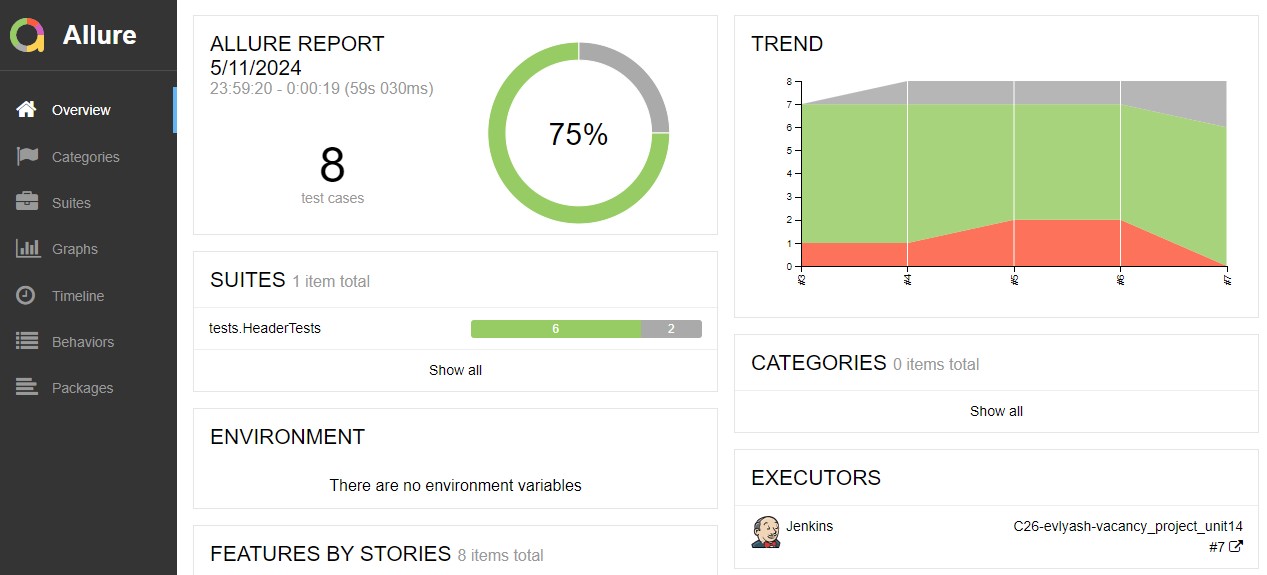 Allure
Overview
Categories
Suites
Graphs
Timeline
Behaviors
Packages
ALLURE REPORT
5/11/2024
23:59:20 - 0:00:19 (59s 030ms)
8
test cases
75%
SUITES 1 item total
tests.HeaderTests 6 2
Show all
ENVIRONMENT
There are no environment variables
FEATURES BY STORIES 8 items total
TREND
8
7
6
5
4
3
2
1
0
#3 #4 #5 #6 #7
CATEGORIES 0 items total
Show all
EXECUTORS
Jenkins C26-evlyash-vacancy_project_unit14
#7